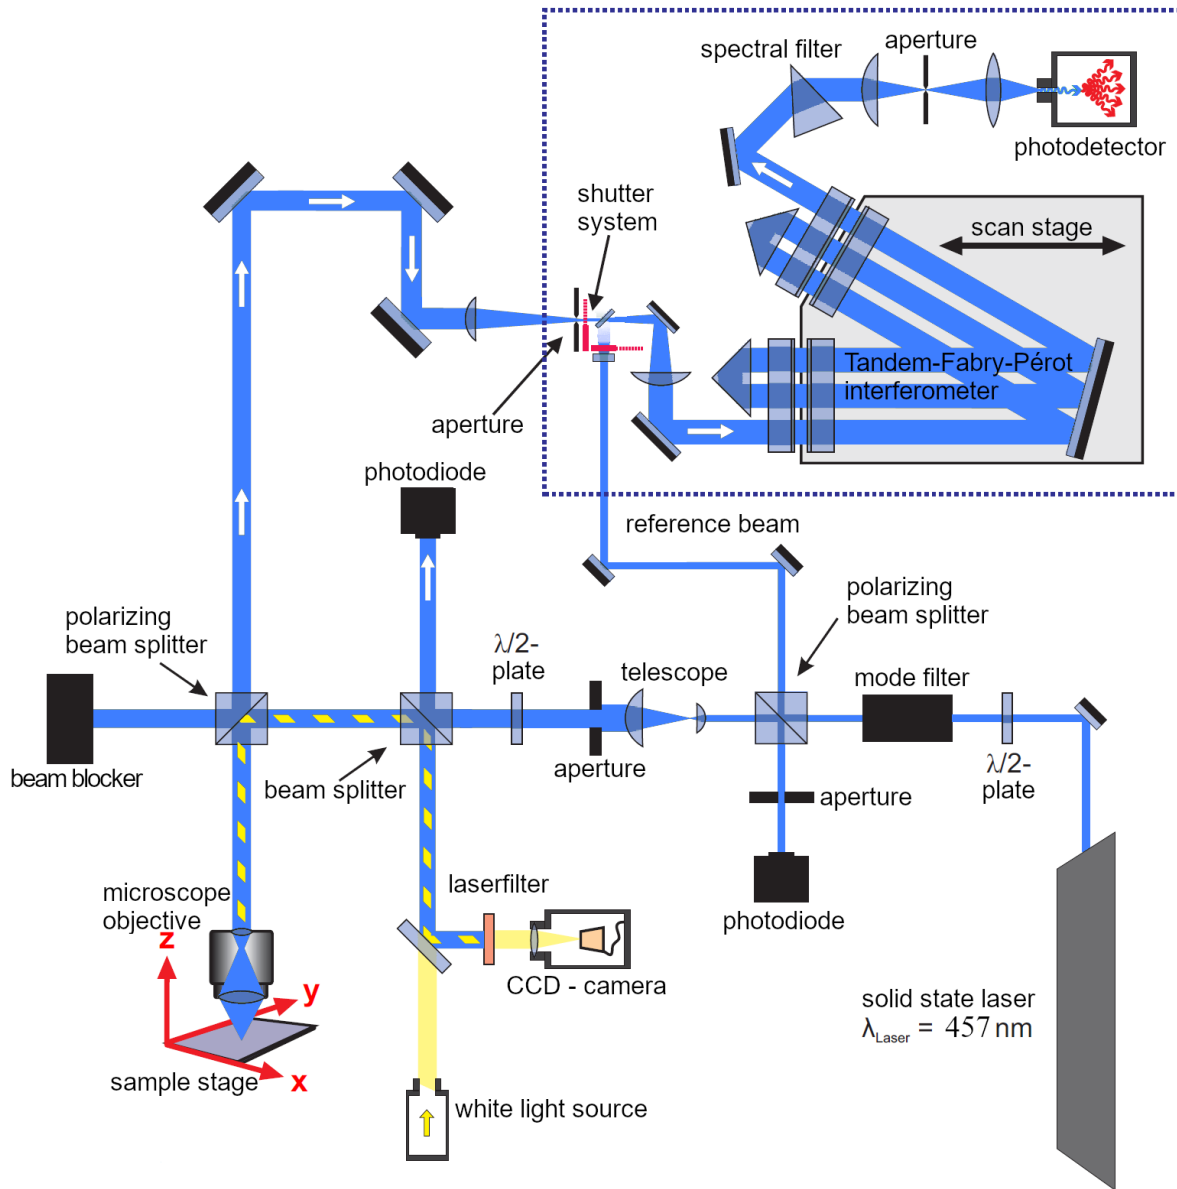 aperture
spectral filter
photodetector
shutter
system
scan stage
Tandem-Fabry-Pérot
interferometer
aperture
photodiode
reference beam
polarizing
beam splitter
polarizing
beam splitter
λ/2-
plate
telescope
mode filter
beam blocker
beam splitter
aperture
aperture
λ/2-
plate
microscope
objective
laserfilter
photodiode
z
y
x
CCD - camera
sample stage
solid state laser
λLaser = 457 nm
white light source